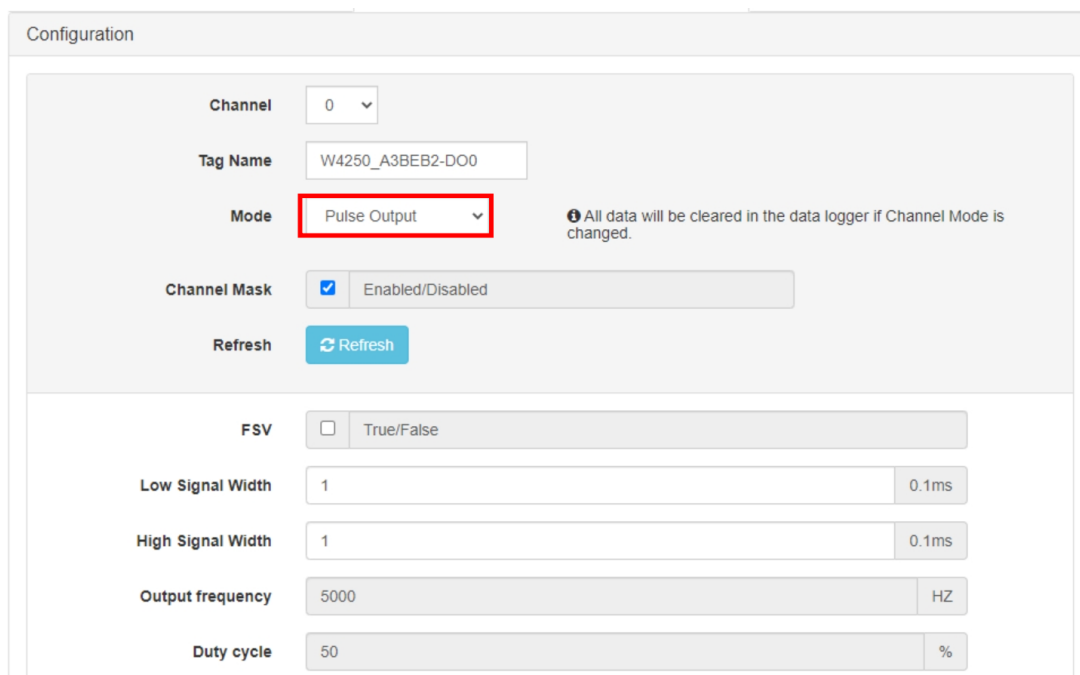 Configuration
Channel 0
Tag Name W4250_A3BEB2-DO0
Mode Pulse Output All data will be cleared in the data logger if Channel Mode is
changed.
Channel Mask Enabled/Disabled
Refresh Refresh
FSV True/False
Low Signal Width 1 0.1ms
High Signal Width 1 0.1ms
Output frequency 5000 HZ
Duty cycle 50 %